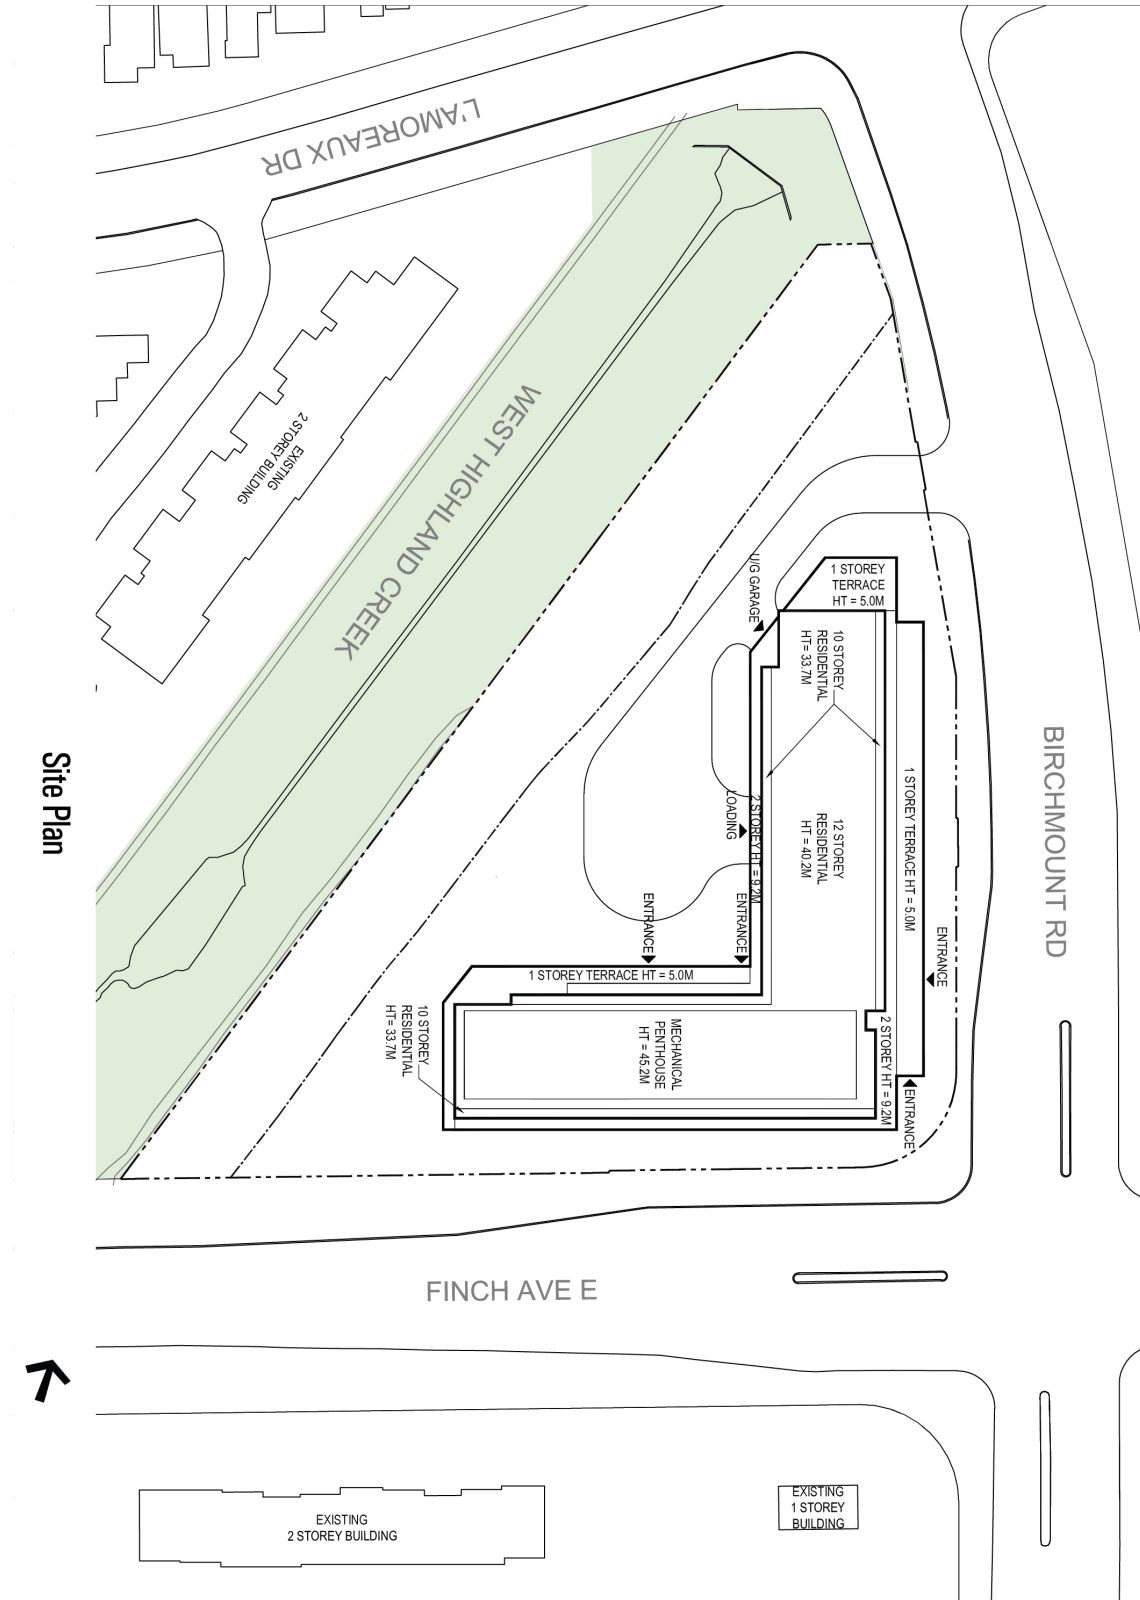 L'AMOREAUX DR
EXISTING
2 STOREY BUILDING
WEST HIGHLAND CREEK
U/G GARAGE
1 STOREY
TERRACE
HT = 5.0M
10 STOREY
RESIDENTIAL
HT= 33.7M
Site Plan
BIRCHMOUNT RD
LOADING
2 STOREY HT = 9.2M
12 STOREY
RESIDENTIAL
HT = 40.2M
1 STOREY TERRACE HT = 5.0M
ENTRANCE
ENTRANCE
ENTRANCE
1 STOREY TERRACE HT = 5.0M
10 STOREY
RESIDENTIAL
HT= 33.7M
MECHANICAL
PENTHOUSE
HT = 45.2M
2 STOREY HT = 9.2M
ENTRANCE
FINCH AVE E
EXISTING
2 STOREY BUILDING
EXISTING
1 STOREY
BUILDING